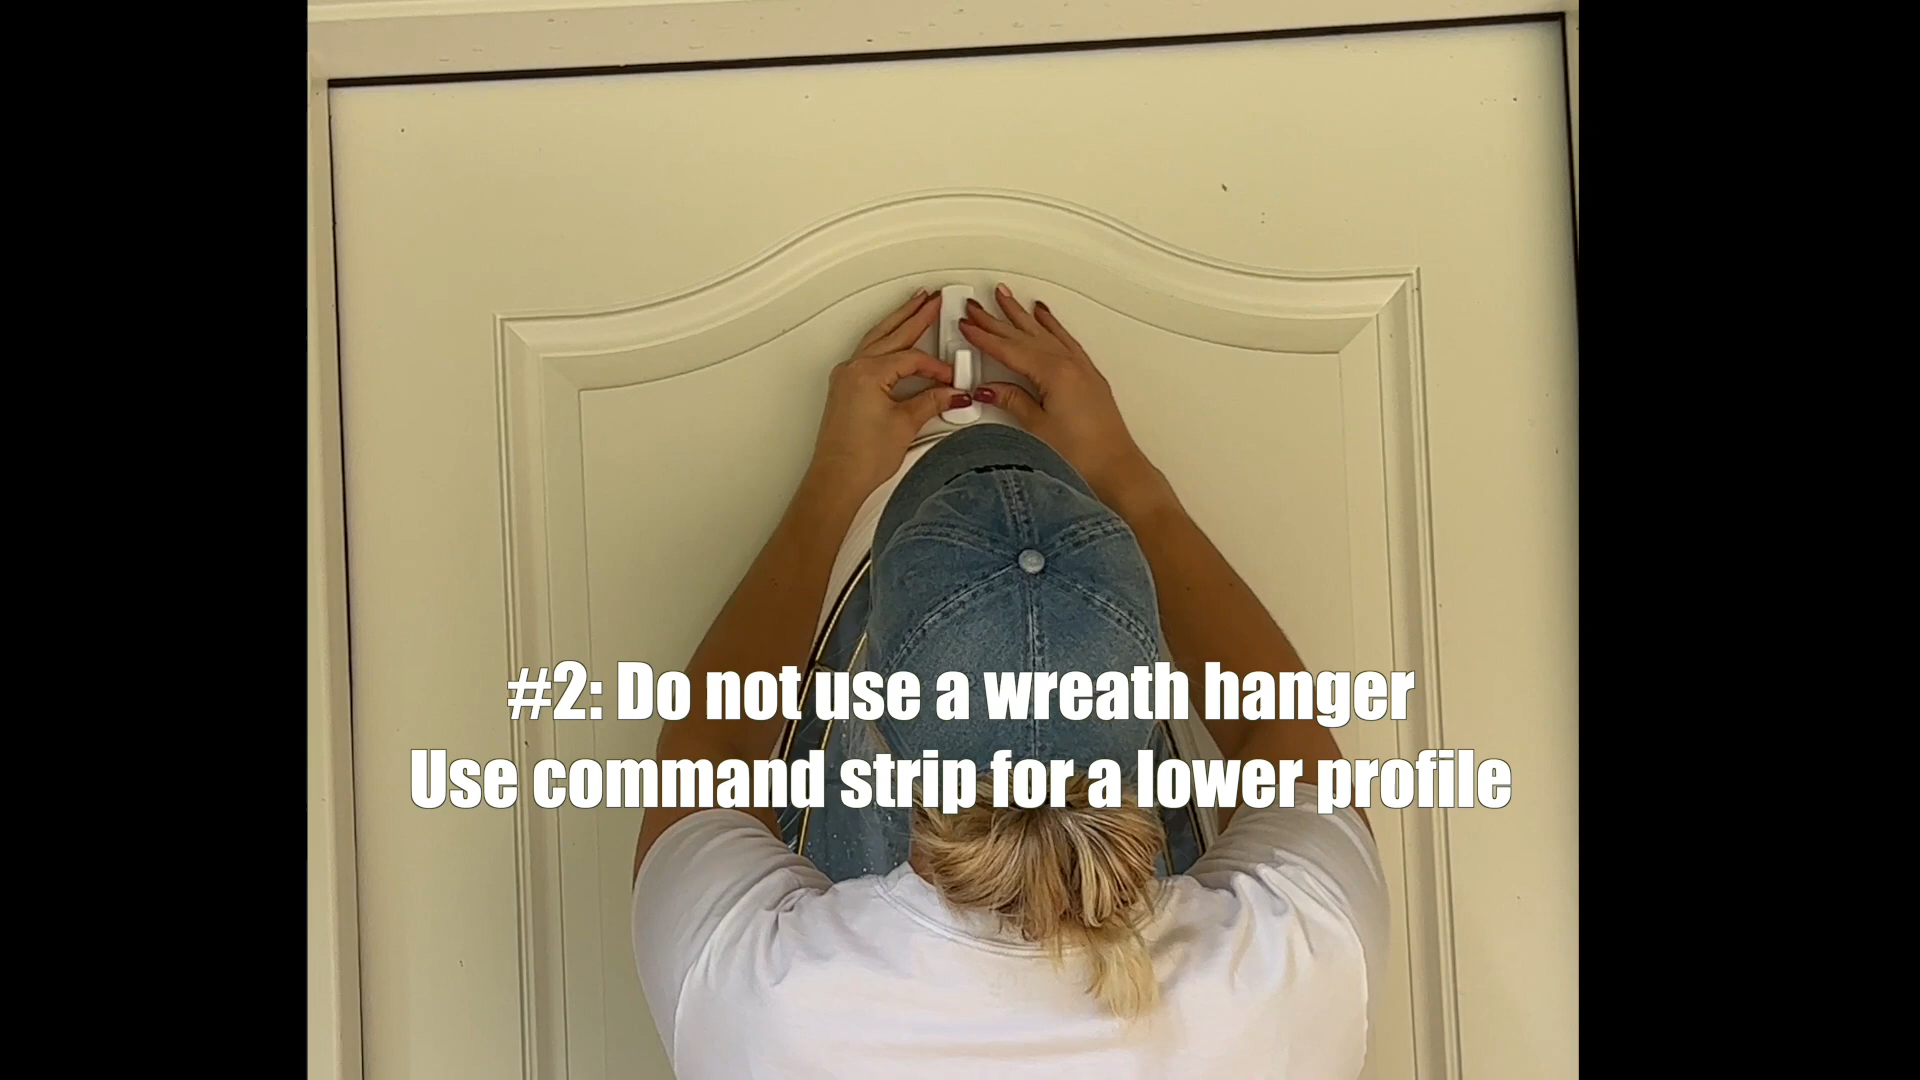 #2: Do not use a wreath hanger
Use command strip for a lower profile